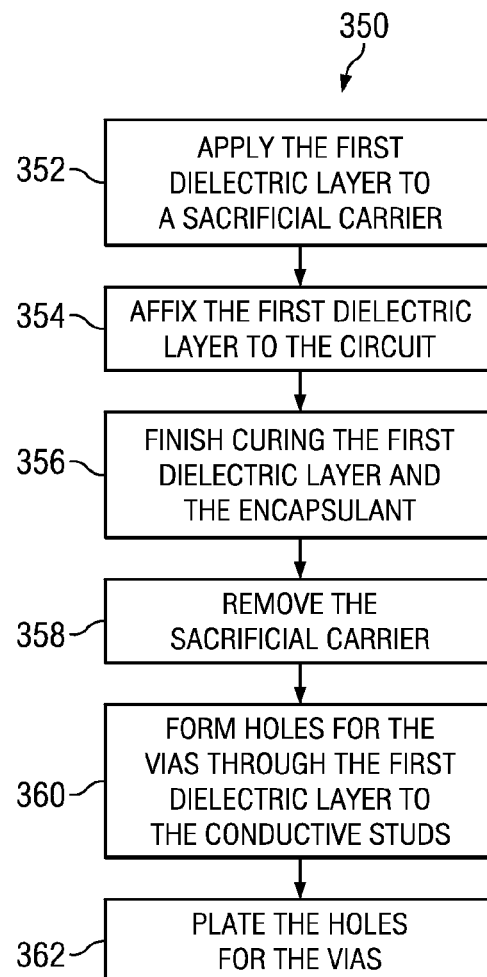 350
352
APPLY THE FIRST
DIELECTRIC LAYER TO
A SACRIFICIAL CARRIER
354
AFFIX THE FIRST DIELECTRIC
LAYER TO THE CIRCUIT
356
FINISH CURING THE FIRST
DIELECTRIC LAYER AND
THE ENCAPSULANT
358
REMOVE THE
SACRIFICIAL CARRIER
360
FORM HOLES FOR THE
VIAS THROUGH THE FIRST
DIELECTRIC LAYER TO
THE CONDUCTIVE STUDS
362
PLATE THE HOLES
FOR THE VIAS